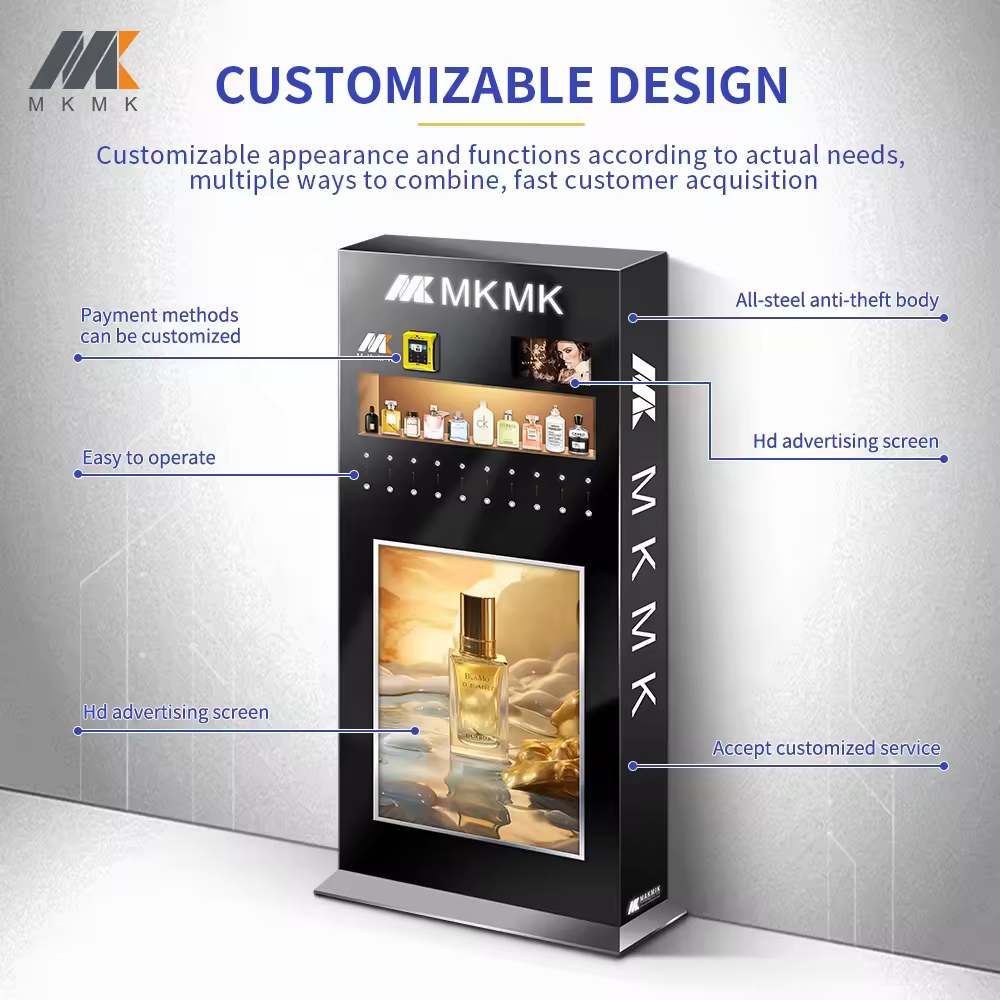 MKMK
CUSTOMIZABLE DESIGN
Customizable appearance and functions according to actual needs,
multiple ways to combine, fast customer acquisition
MKMK
Payment methods
can be customized
All-steel anti-theft body
Hd advertising screen
ck
Easy to operate
MKMK
Hd advertising screen
Accept customized service